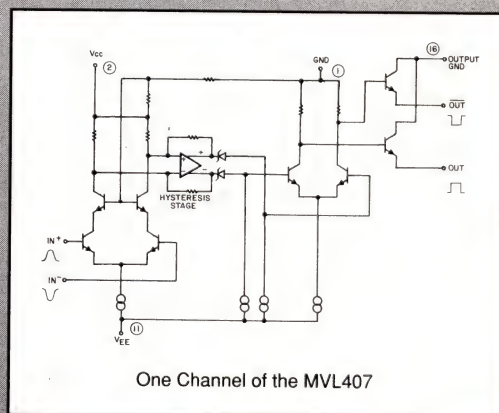 Vcc
②
GND
①
⑯
OUTPUT
GND
OUT
+
+
-
-
HYSTERESIS
STAGE
OUT
IN+
IN-
⑪
VEE
One Channel of the MVL407